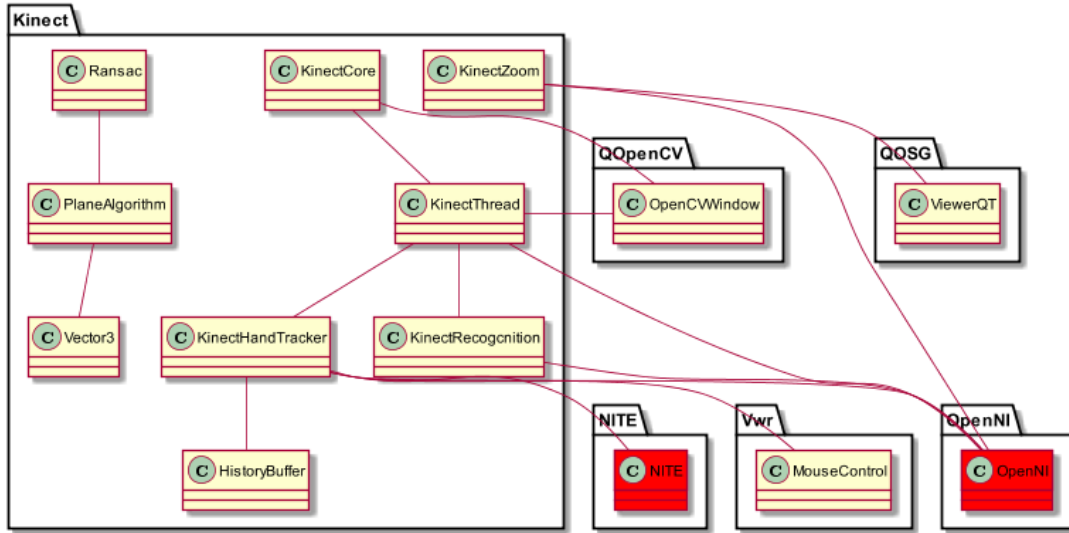 Kinect
C Ransac
C KinectCore
C KinectZoom
QOpenCV
QOSG
C PlaneAlgorithm
C KinectThread
C OpenCVWindow
C ViewerQT
C Vector3
C KinectHandTracker
C KinectRecogcnition
NITE
Vwr
OpenNI
C HistoryBuffer
C NITE
C MouseControl
C OpenNI